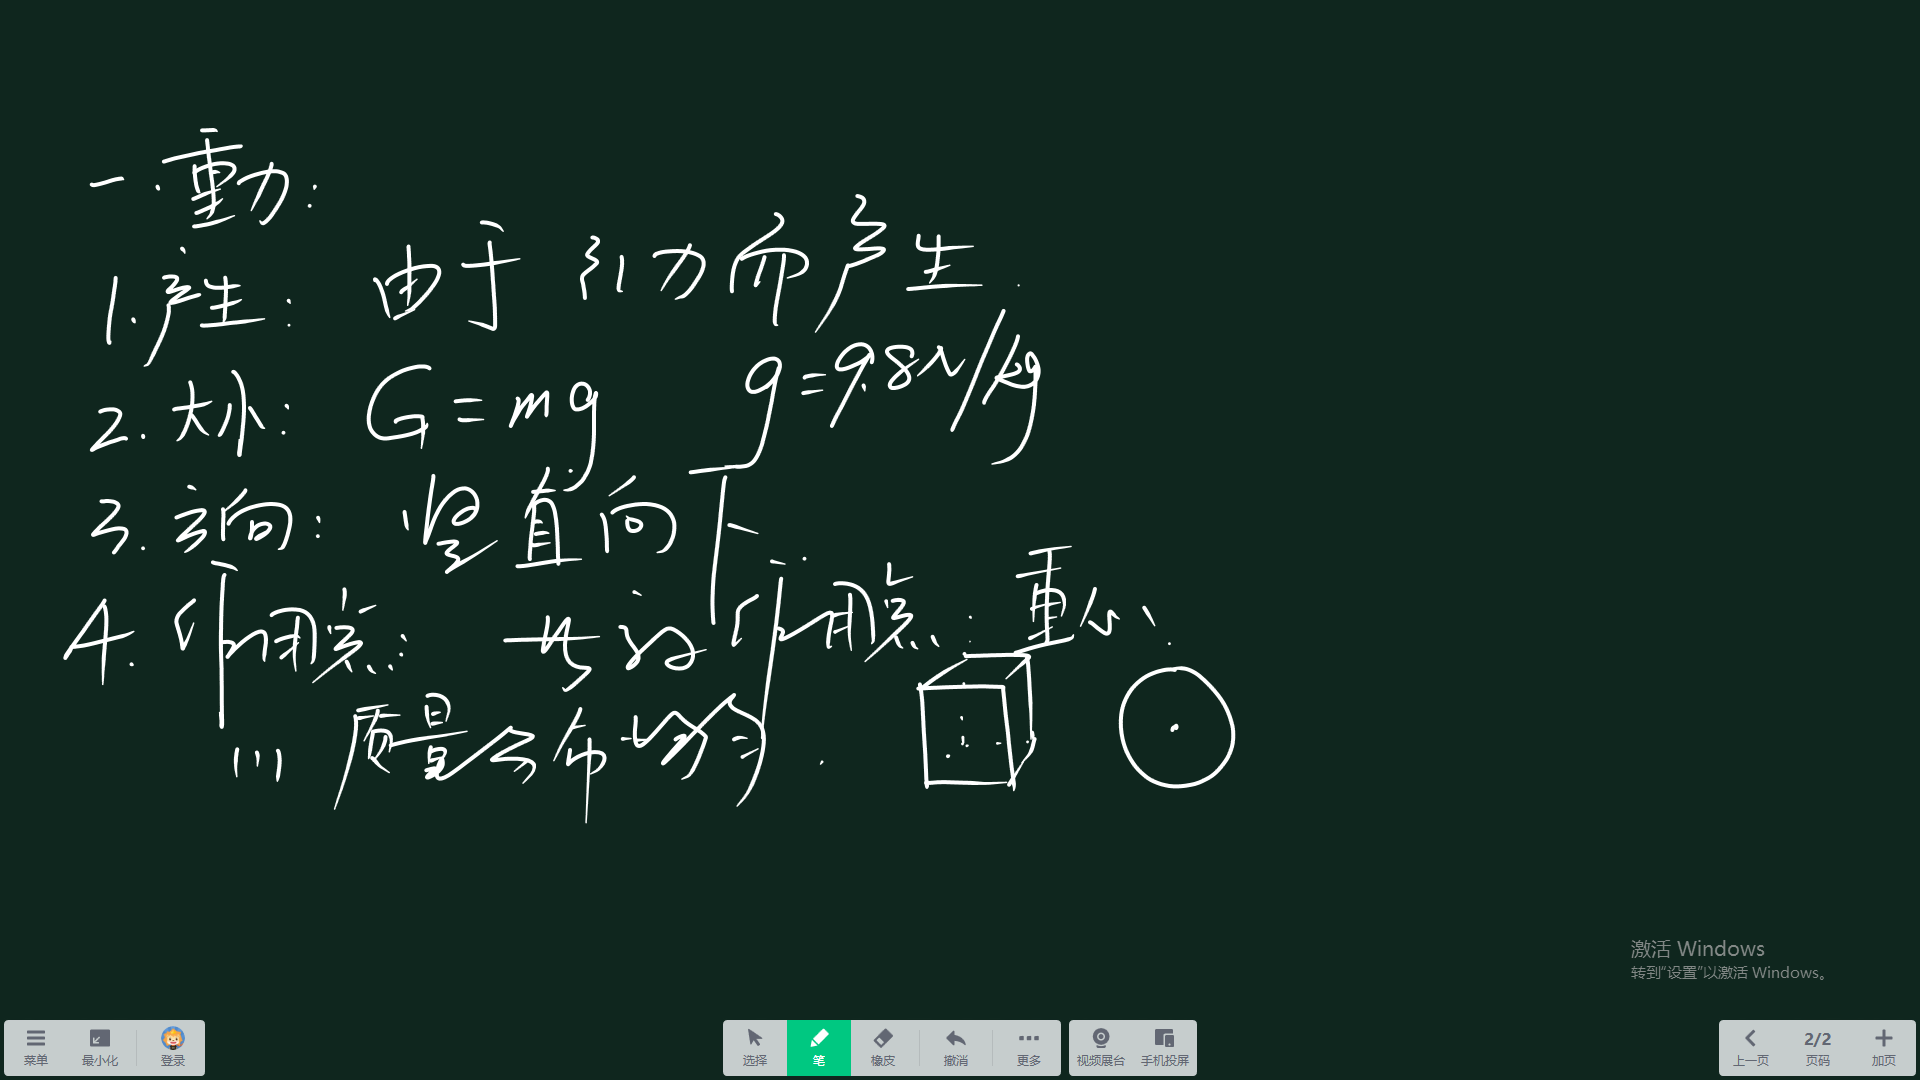 一.重力:
1.产生: 由于引力而产生.
2.大小: G=mg g=9.8N/kg
3.方向: 竖直向下.
4.作用点: 等效作用点: 重心.
(1) 质量分布均匀.
激活 Windows
转到“设置”以激活 Windows。
菜单 最小化 登录 选择 笔 橡皮 撤消 更多 视频展台 手机投屏 上一页 2/2 页码 加页